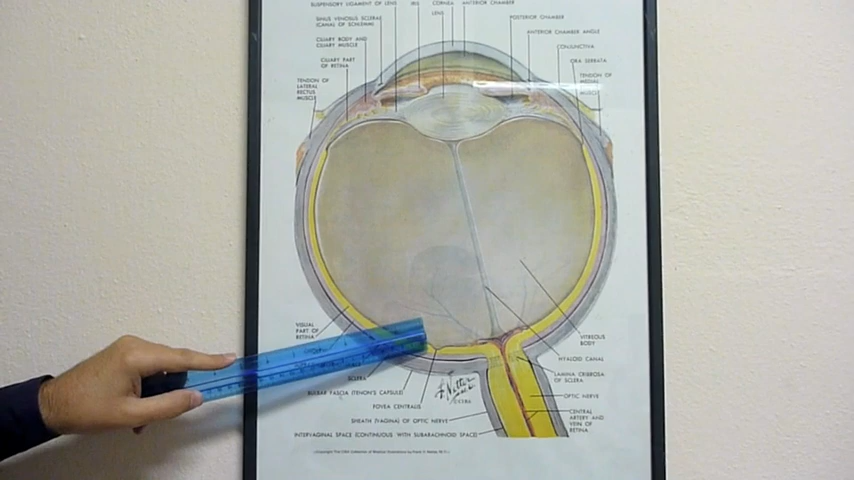 SUSPENSORY LIGAMENT OF LENS
IRIS
CORNEA
ANTERIOR CHAMBER
LENS
SINUS VENOSUS SCLERAE
(CANAL OF SCHLEMM)
POSTERIOR CHAMBER
ANTERIOR CHAMBER ANGLE
CILIARY BODY AND
CILIARY MUSCLE
CONJUNCTIVA
CILIARY PART
OF RETINA
ORA SERRATA
TENDON OF
LATERAL
RECTUS
MUSCLE
TENDON OF
MEDIAL
MUSCLE
VISUAL
PART OF
RETINA
VITREOUS
BODY
HYALOID CANAL
SCLERA
LAMINA CRIBROSA
OF SCLERA
BULBAR FASCIA (TENON'S CAPSULE)
OPTIC NERVE
FOVEA CENTRALIS
CENTRAL
ARTERY AND
VEIN OF
RETINA
SHEATH (VAGINA) OF OPTIC NERVE
INTERVAGINAL SPACE (CONTINUOUS WITH SUBARACHNOID SPACE)
F. Netter